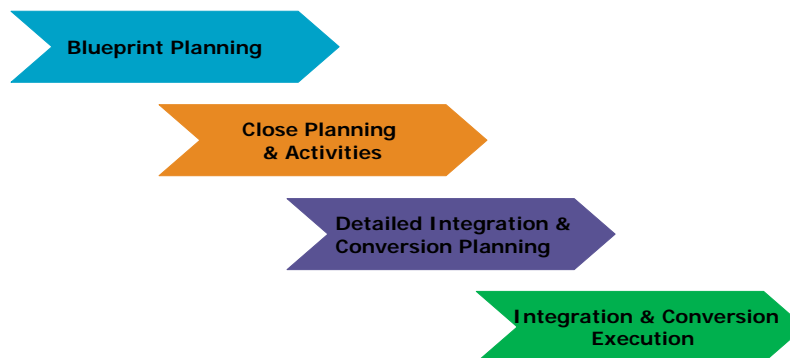 Blueprint Planning
Close Planning
& Activities
Detailed Integration &
Conversion Planning
Integration & Conversion
Execution